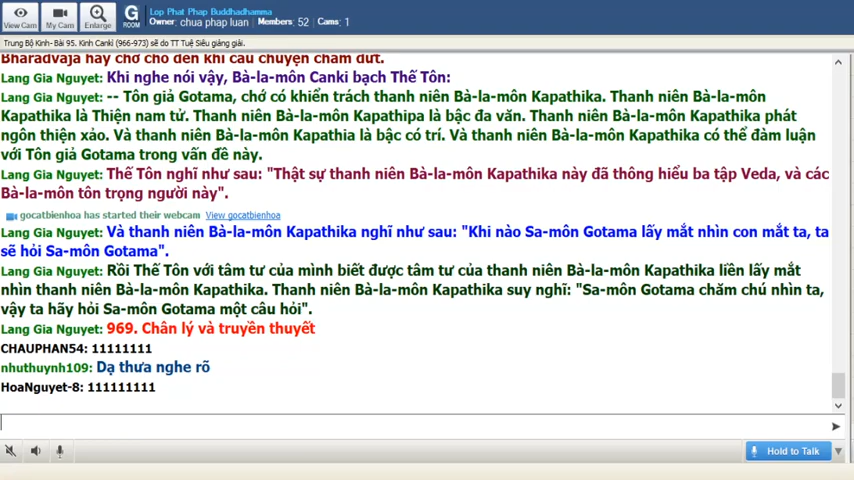 Lop Phat Phap Buddhadhamma
Owner: chua phap luan Members: 52 Cams: 1
View Cam
My Cam
Enlarge
G
ROOM
Trung Bộ Kinh- Bài 95. Kinh Canki (966-973) sẽ do TT Tuệ Siêu giảng giải.
Bharadvaja hãy chờ cho đến khi câu chuyện chấm dứt.
Lang Gia Nguyet: Khi nghe nói vậy, Bà-la-môn Canki bạch Thế Tôn:
Lang Gia Nguyet: -- Tôn giả Gotama, chớ có khiển trách thanh niên Bà-la-môn Kapathika. Thanh niên Bà-la-môn
Kapathika là Thiện nam tử. Thanh niên Bà-la-môn Kapathipa là bậc đa văn. Thanh niên Bà-la-môn Kapathika phát
ngôn thiện xảo. Và thanh niên Bà-la-môn Kapathia là bậc có trí. Và thanh niên Bà-la-môn Kapathika có thể đàm luận
với Tôn giả Gotama trong vấn đề này.
Lang Gia Nguyet: Thế Tôn nghĩ như sau: "Thật sự thanh niên Bà-la-môn Kapathika này đã thông hiểu ba tập Veda, và các
Bà-la-môn tôn trọng người này".
gocatbienhoa has started their webcam View gocatbienhoa
Lang Gia Nguyet: Và thanh niên Bà-la-môn Kapathika nghĩ như sau: "Khi nào Sa-môn Gotama lấy mắt nhìn con mắt ta, ta
sẽ hỏi Sa-môn Gotama".
Lang Gia Nguyet: Rồi Thế Tôn với tâm tư của mình biết được tâm tư của thanh niên Bà-la-môn Kapathika liền lấy mắt
nhìn thanh niên Bà-la-môn Kapathika. Thanh niên Bà-la-môn Kapathika suy nghĩ: "Sa-môn Gotama chăm chú nhìn ta,
vậy ta hãy hỏi Sa-môn Gotama một câu hỏi".
Lang Gia Nguyet: 969. Chân lý và truyền thuyết
CHAUPHAN54: 11111111
nhuthuynh109: Dạ thưa nghe rõ
HoaNguyet-8: 111111111
Hold to Talk